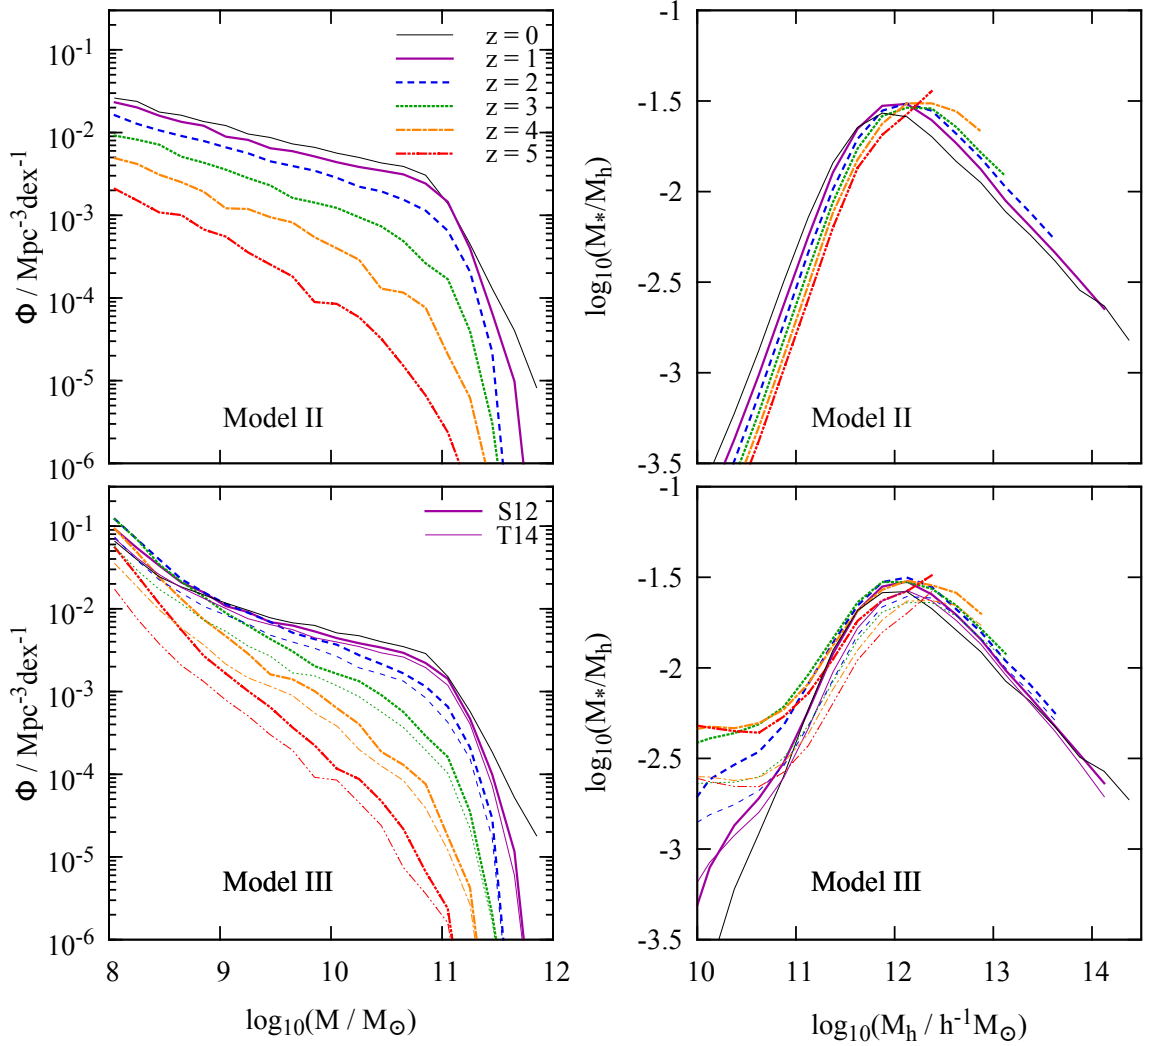 10⁻¹
10⁻²
10⁻³
10⁻⁴
10⁻⁵
10⁻⁶
Φ / Mpc⁻³dex⁻¹
z = 0
z = 1
z = 2
z = 3
z = 4
z = 5
Model II
-1
-1.5
-2
-2.5
-3
-3.5
log₁₀(M*/Mₕ)
Model II
10⁻¹
10⁻²
10⁻³
10⁻⁴
10⁻⁵
10⁻⁶
Φ / Mpc⁻³dex⁻¹
S12
T14
Model III
8 9 10 11 12
log₁₀(M / M⊙)
-1
-1.5
-2
-2.5
-3
-3.5
log₁₀(M*/Mₕ)
Model III
10 11 12 13 14
log₁₀(Mₕ / h⁻¹M⊙)